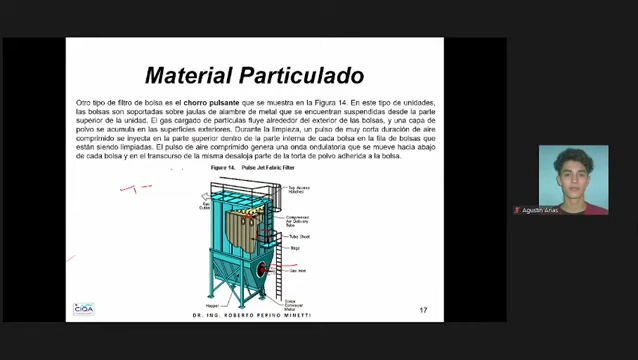 Material Particulado
Otro tipo de filtro de bolsa es el chorro pulsante que se muestra en la Figura 14. En este tipo de unidades,
las bolsas son soportadas sobre jaulas de alambre de metal que se encuentran suspendidas desde la parte
superior de la unidad. El gas cargado de partículas fluye alrededor del exterior de las bolsas, y una capa de
polvo se acumula en las superficies exteriores. Durante la limpieza, un pulso de muy corta duración de aire
comprimido se inyecta en la parte superior dentro de la parte interna de cada bolsa en la fila de bolsas que
están siendo limpiadas. El pulso de aire comprimido genera una onda ondulatoria que se mueve hacia abajo
de cada bolsa y en el transcurso de la misma desaloja parte de la torta de polvo adherida a la bolsa.
Figura 14. Pulse Jet Fabric Filter
Top Access
Hatches
Gas
Outlet
Compressed
Air Delivery
Tube
Tube Sheet
Bags
Gas Inlet
Hopper
Screw
Conveyor
Motor
CIQA
DR. ING. ROBERTO PEPINO MINETTI
17
Agustín Arias